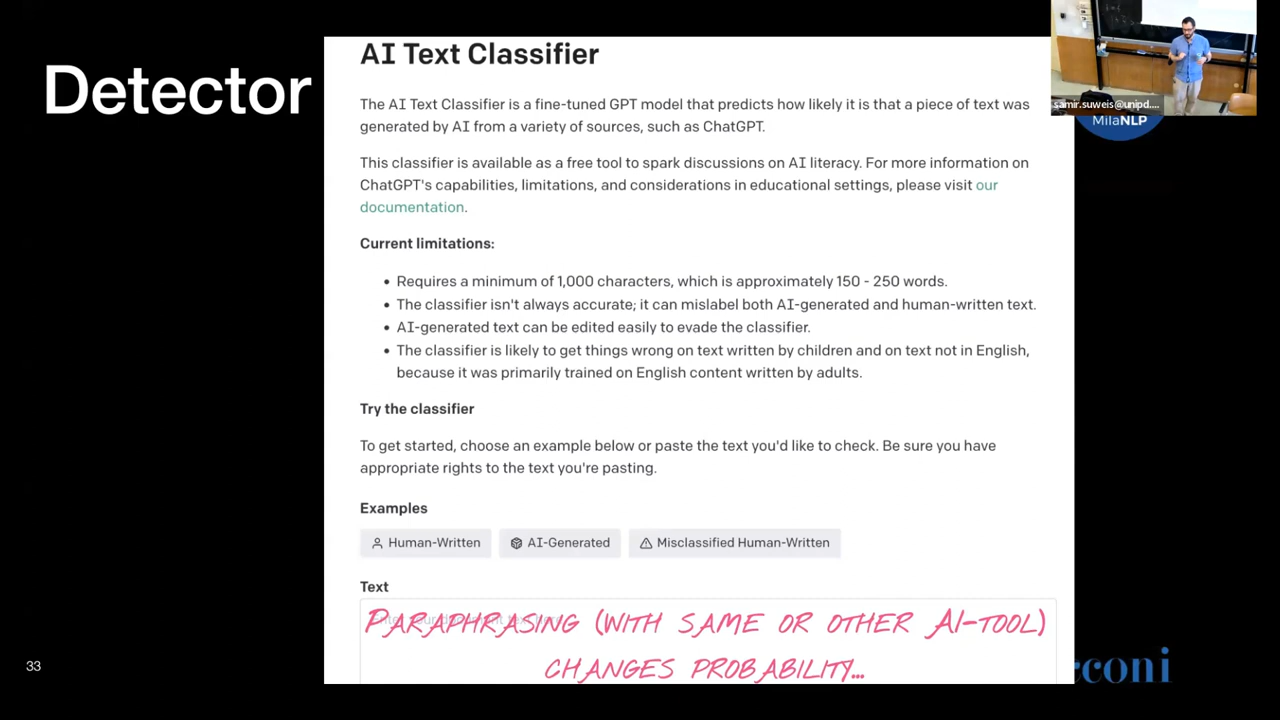 Detector
AI Text Classifier
The AI Text Classifier is a fine-tuned GPT model that predicts how likely it is that a piece of text was
generated by AI from a variety of sources, such as ChatGPT.
This classifier is available as a free tool to spark discussions on AI literacy. For more information on
ChatGPT's capabilities, limitations, and considerations in educational settings, please visit our
documentation.
Current limitations:
• Requires a minimum of 1,000 characters, which is approximately 150 - 250 words.
• The classifier isn't always accurate; it can mislabel both AI-generated and human-written text.
• AI-generated text can be edited easily to evade the classifier.
• The classifier is likely to get things wrong on text written by children and on text not in English,
because it was primarily trained on English content written by adults.
Try the classifier
To get started, choose an example below or paste the text you'd like to check. Be sure you have
appropriate rights to the text you're pasting.
Examples
Human-Written AI-Generated Misclassified Human-Written
Text
PARAPHRASING (WITH SAME OR OTHER AI-TOOL)
CHANGES PROBABILITY...
samir.suweis@unipd....
MilaNLP
33
cconi